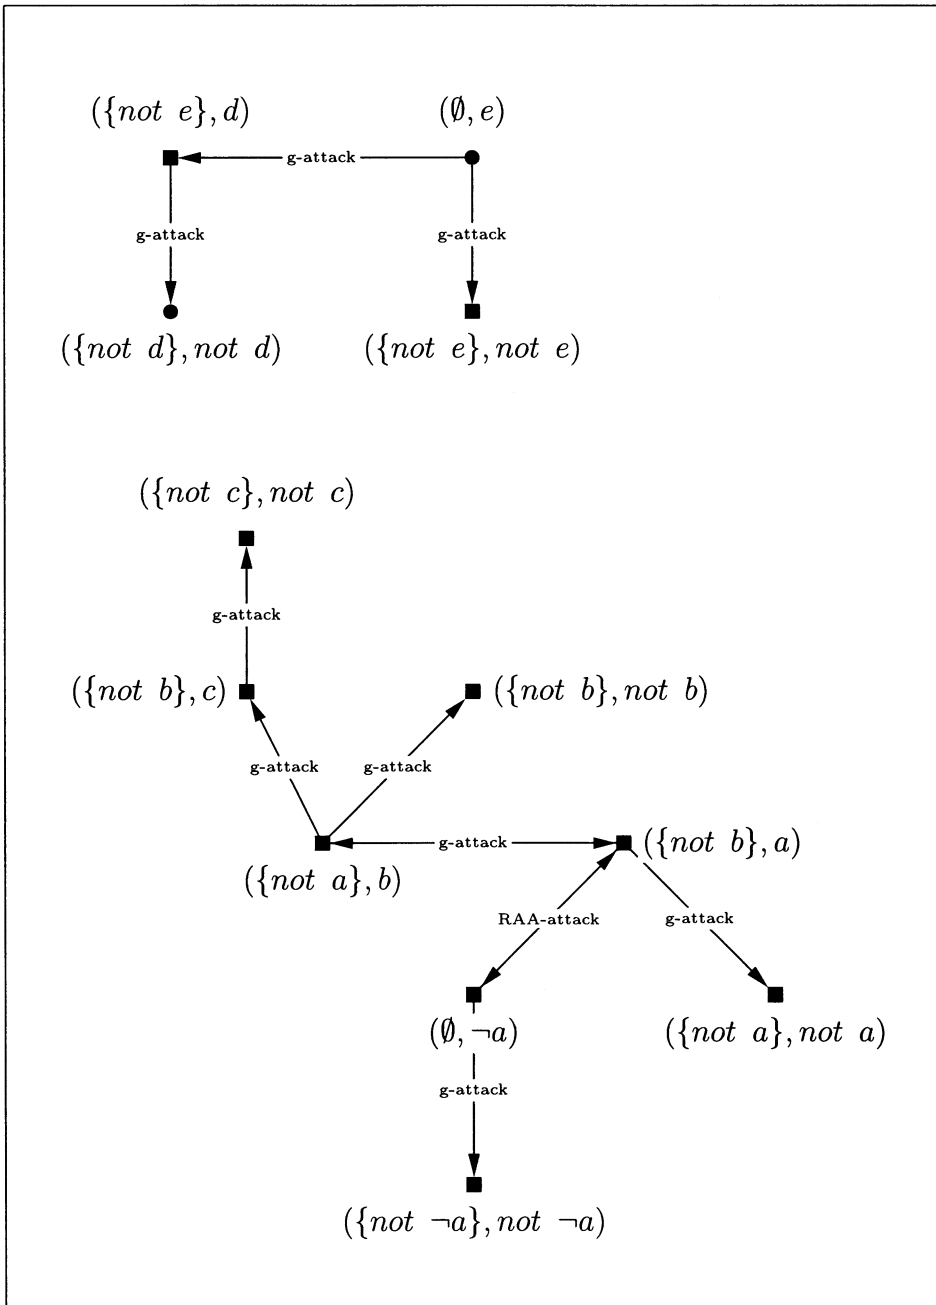 ({not e}, d) (∅, e)
g-attack
g-attack g-attack
({not d}, not d) ({not e}, not e)
({not c}, not c)
g-attack
({not b}, c) ({not b}, not b)
g-attack g-attack
g-attack ({not b}, a)
({not a}, b)
RAA-attack g-attack
(∅, ¬a) ({not a}, not a)
g-attack
({not ¬a}, not ¬a)